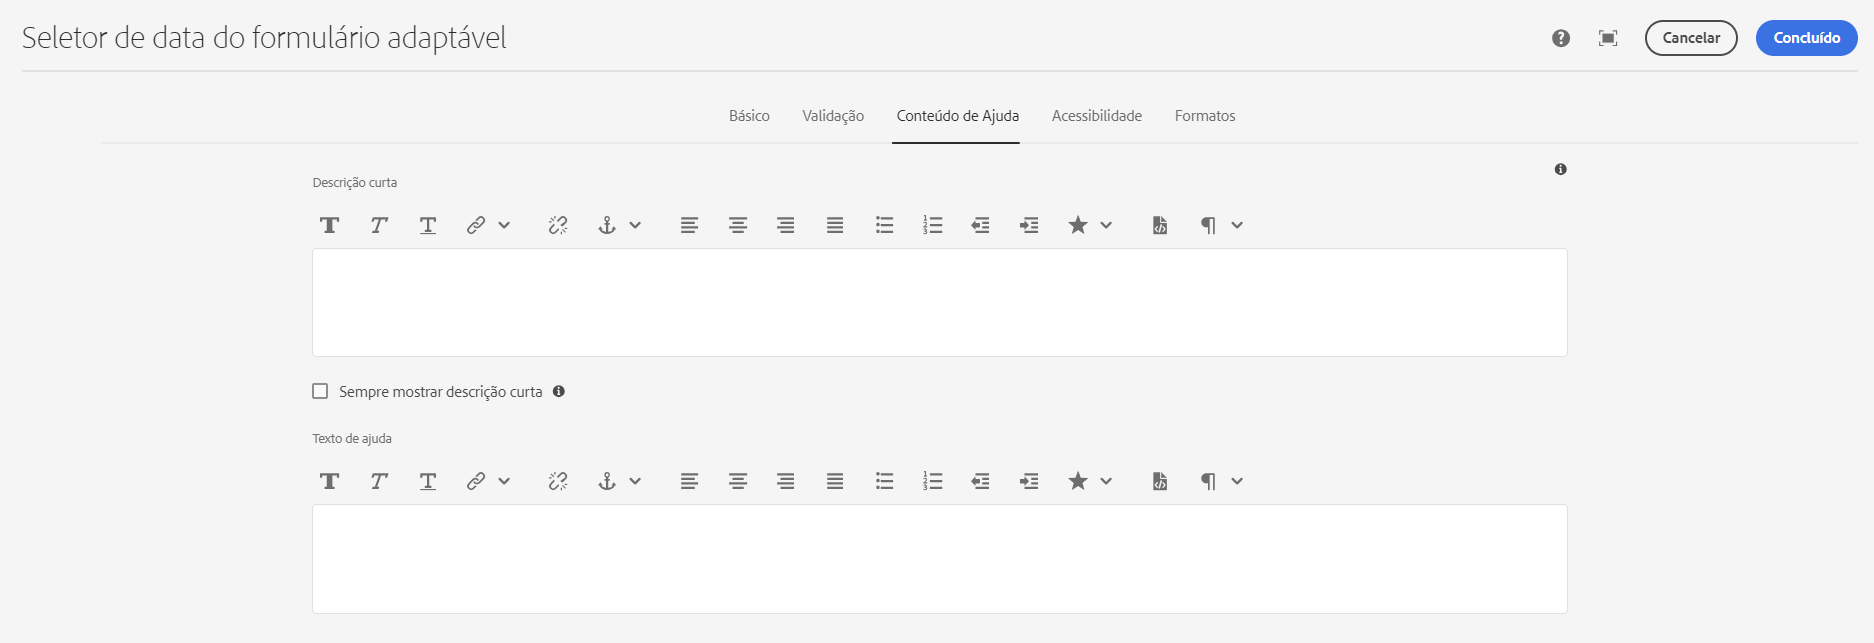 Seletor de data do formulário adaptável
Cancelar
Concluído
Básico Validação Conteúdo de Ajuda Acessibilidade Formatos
Descrição curta
Sempre mostrar descrição curta
Texto de ajuda